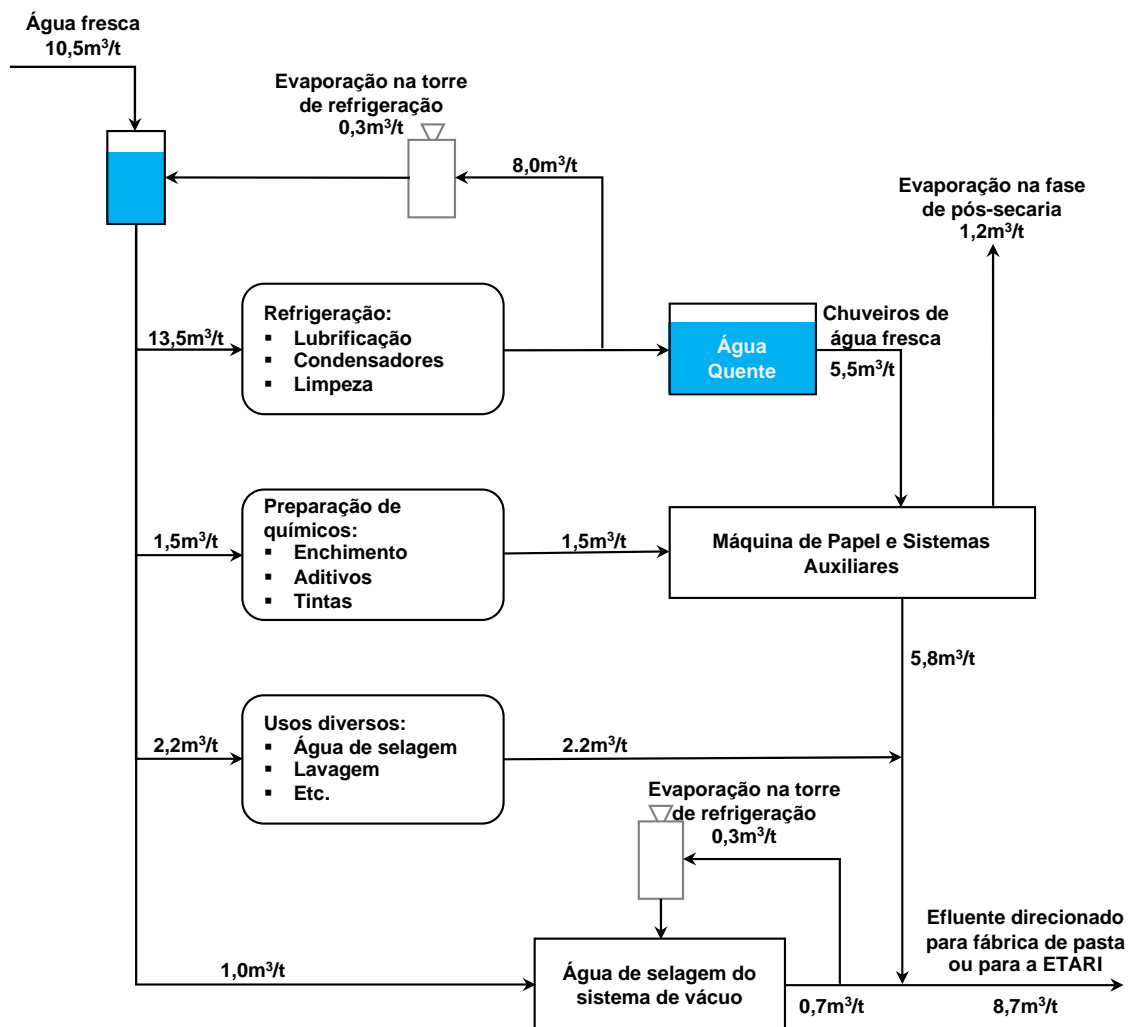 Água fresca
10,5m³/t
Evaporação na torre
de refrigeração
0,3m³/t
8,0m³/t
Evaporação na fase
de pós-secaria
1,2m³/t
13,5m³/t
Refrigeração:
▪ Lubrificação
▪ Condensadores
▪ Limpeza
Água
Quente
Chuveiros de
água fresca
5,5m³/t
1,5m³/t
Preparação de
químicos:
▪ Enchimento
▪ Aditivos
▪ Tintas
1,5m³/t
Máquina de Papel e Sistemas
Auxiliares
5,8m³/t
2,2m³/t
Usos diversos:
▪ Água de selagem
▪ Lavagem
▪ Etc.
2.2m³/t
Evaporação na torre
de refrigeração
0,3m³/t
1,0m³/t
Água de selagem do
sistema de vácuo
0,7m³/t
Efluente direcionado
para fábrica de pasta
ou para a ETARI
8,7m³/t